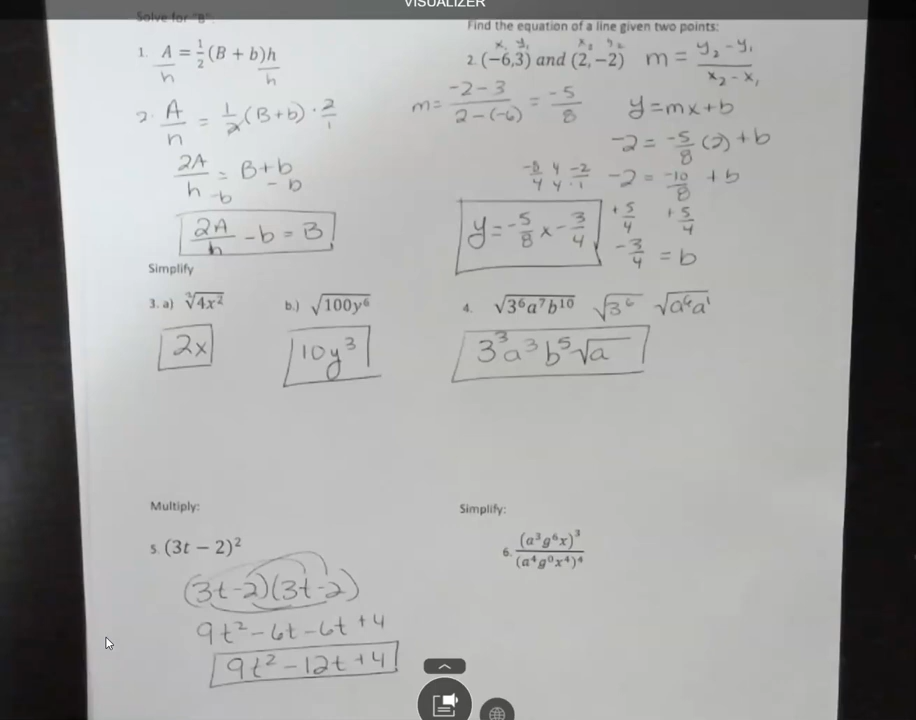 VISUALIZER
Solve for "B":
1. A = 1/2 (B + b)h
h h
2. A/h = 1/2 (B+b) · 2/1
2A/h = B+b
-b - b
2A/h - b = B
Find the equation of a line given two points:
x₁ y₁ x₂ y₂
2. (−6,3) and (2,−2) m = y₂ - y₁ / x₂ - x₁
m = -2-3 / 2-(-6) = -5/8 y = mx+b
-2 = -5/8 (2) + b
-2 = -10/8 + b
+5/4 +5/4
-3/4 = b
y = -5/8 x - 3/4
Simplify
3. a) √4x²
2x
b.) √100y⁶
10y³
4. √3⁶a⁷b¹⁰ √3⁶ √a⁶a¹
3³a³b⁵√a
Multiply:
5. (3t − 2)²
(3t-2)(3t-2)
9t² - 6t - 6t + 4
9t² - 12t + 4
Simplify:
6. (a³g⁶x)³ / (a⁴g⁰x⁴)⁴